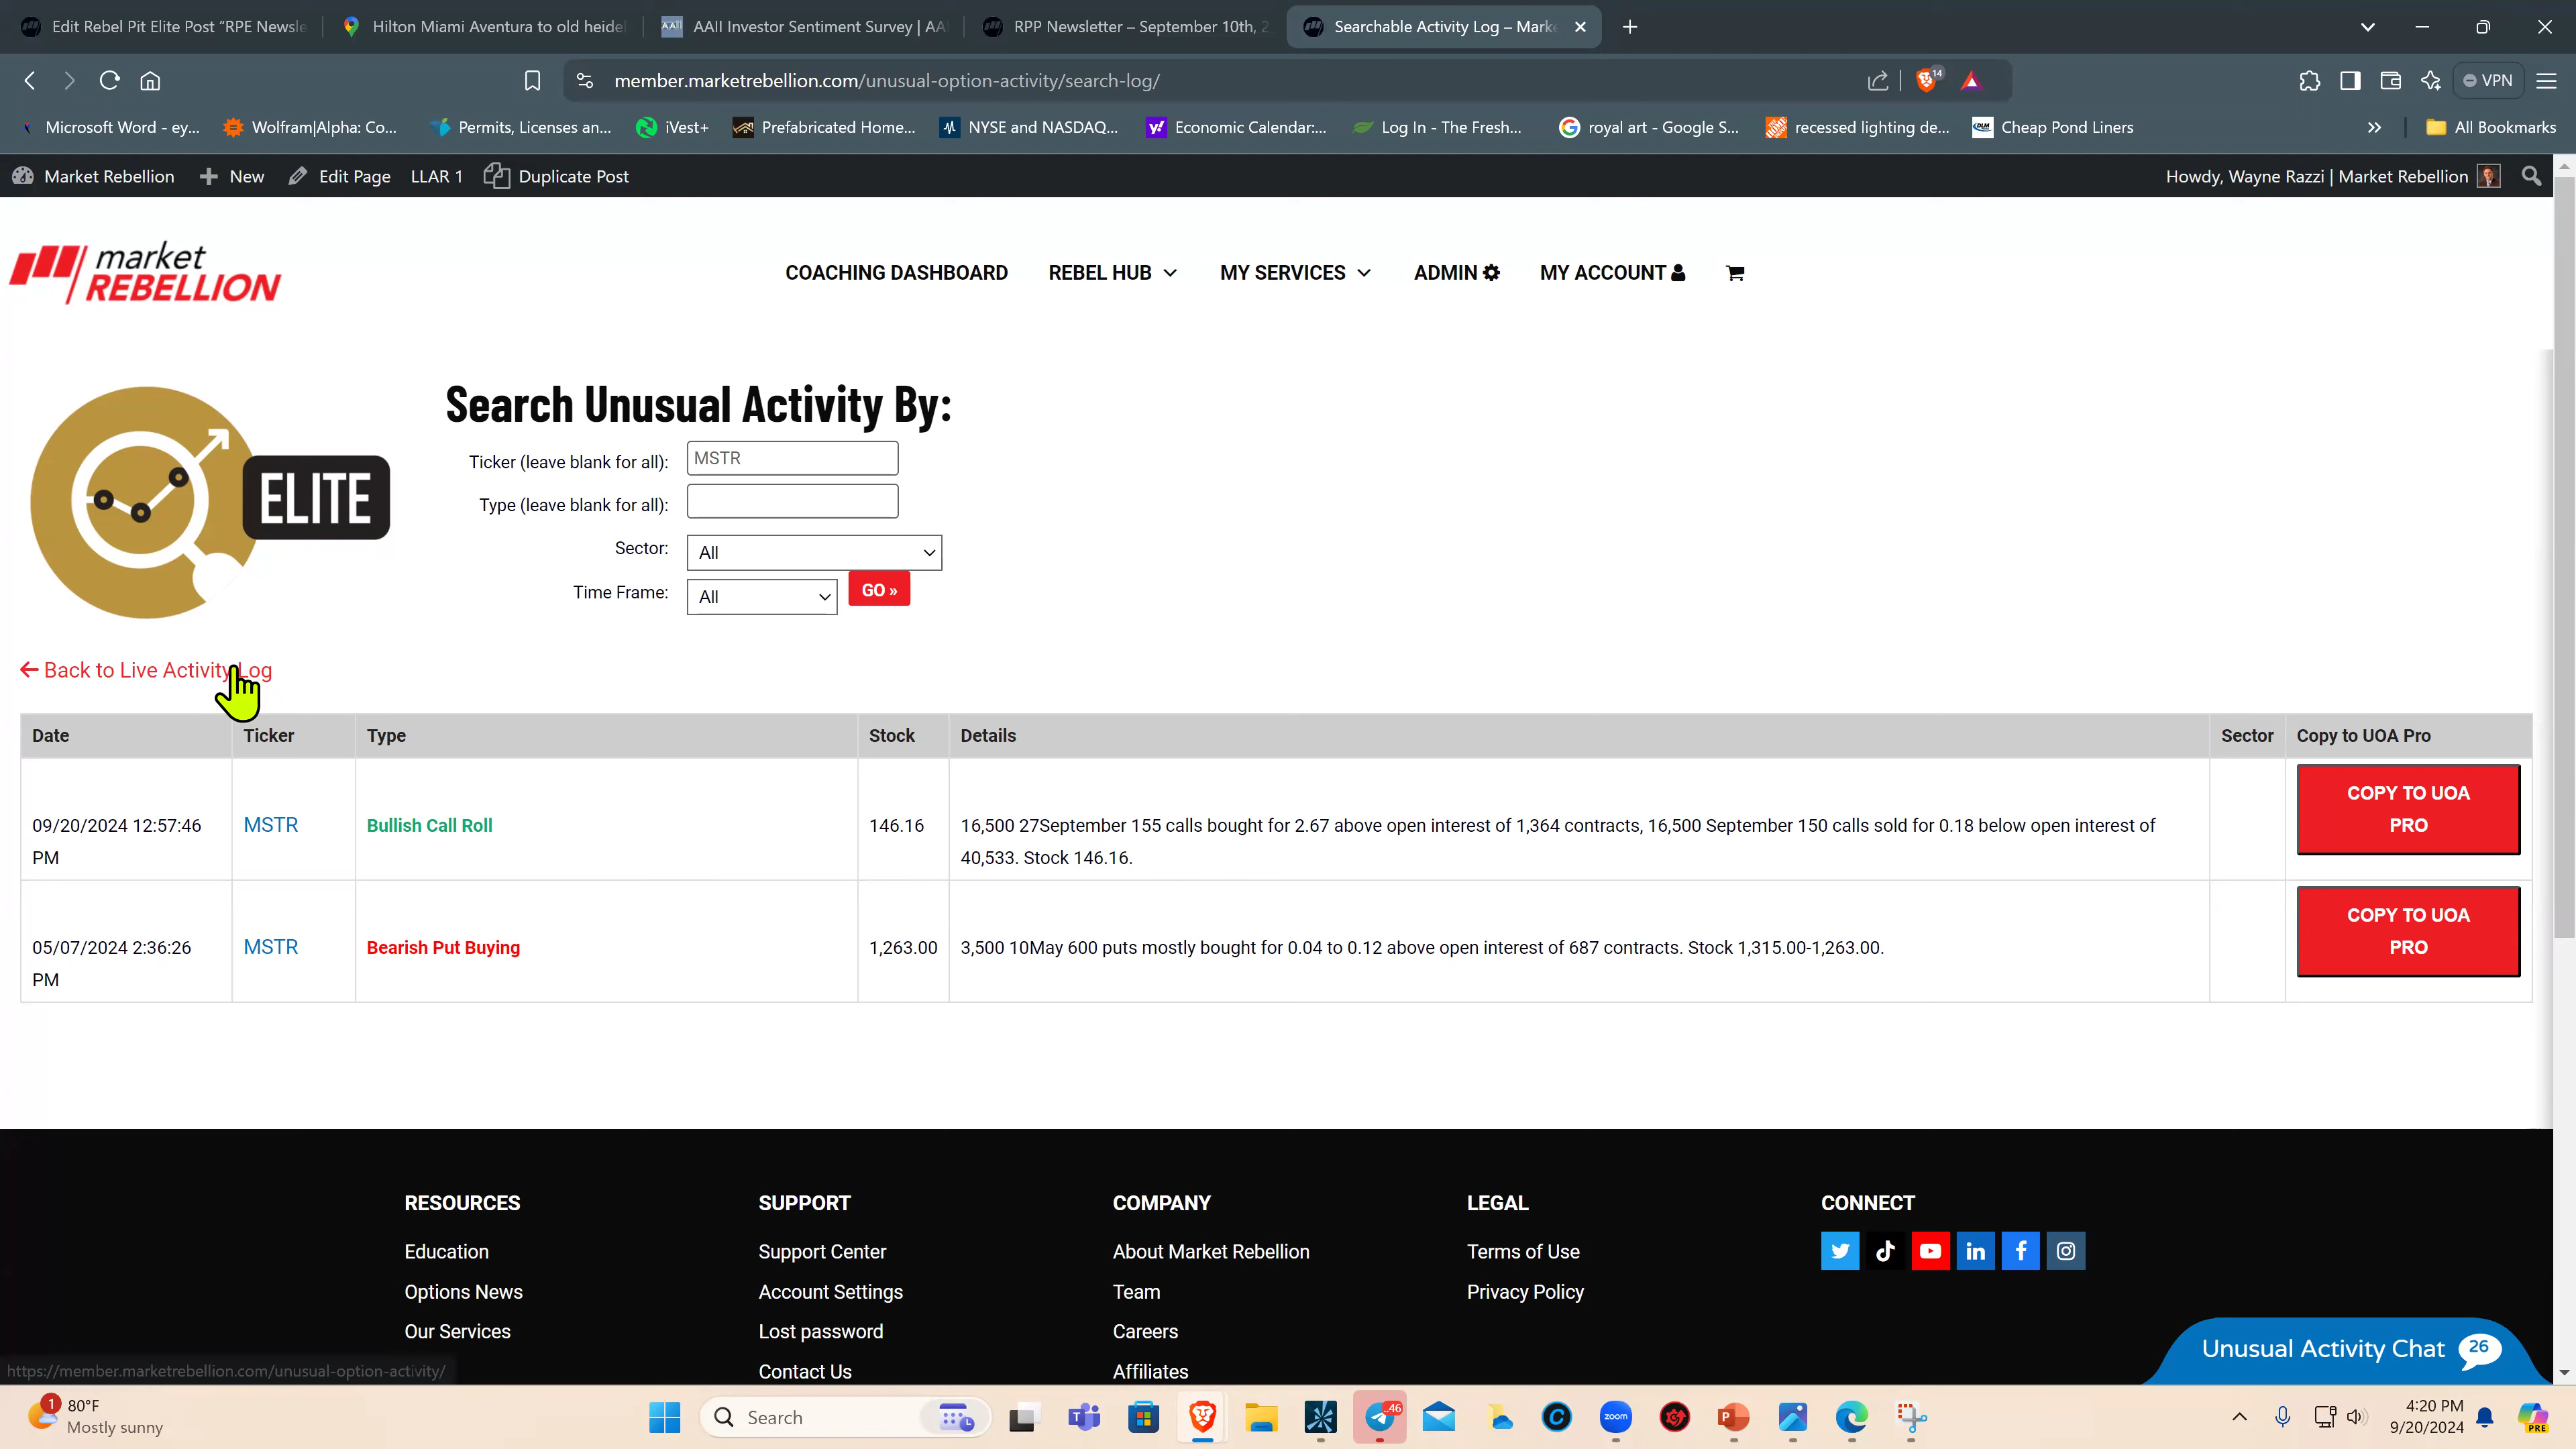 Edit Rebel Pit Elite Post “RPE Newsle
Hilton Miami Aventura to old heidel
AAII Investor Sentiment Survey | AA
RPP Newsletter – September 10th, 2
Searchable Activity Log – Marke
member.marketrebellion.com/unusual-option-activity/search-log/
14
VPN
Microsoft Word - ey...
Wolfram|Alpha: Co...
Permits, Licenses an...
iVest+
Prefabricated Home...
NYSE and NASDAQ...
Economic Calendar:...
Log In - The Fresh...
royal art - Google S...
recessed lighting de...
Cheap Pond Liners
All Bookmarks
Market Rebellion
New
Edit Page
LLAR 1
Duplicate Post
Howdy, Wayne Razzi | Market Rebellion
market
REBELLION
COACHING DASHBOARD
REBEL HUB
MY SERVICES
ADMIN
MY ACCOUNT
ELITE
Search Unusual Activity By:
Ticker (leave blank for all):
MSTR
Type (leave blank for all):
Sector:
All
Time Frame:
All
GO »
Back to Live Activity Log
Date
Ticker
Type
Stock
Details
Sector
Copy to UOA Pro
09/20/2024 12:57:46
PM
MSTR
Bullish Call Roll
146.16
16,500 27September 155 calls bought for 2.67 above open interest of 1,364 contracts, 16,500 September 150 calls sold for 0.18 below open interest of
40,533. Stock 146.16.
COPY TO UOA
PRO
05/07/2024 2:36:26
PM
MSTR
Bearish Put Buying
1,263.00
3,500 10May 600 puts mostly bought for 0.04 to 0.12 above open interest of 687 contracts. Stock 1,315.00-1,263.00.
COPY TO UOA
PRO
RESOURCES
Education
Options News
Our Services
SUPPORT
Support Center
Account Settings
Lost password
Contact Us
COMPANY
About Market Rebellion
Team
Careers
Affiliates
LEGAL
Terms of Use
Privacy Policy
CONNECT
Unusual Activity Chat
26
https://member.marketrebellion.com/unusual-option-activity/
1
80°F
Mostly sunny
Search
.46
zoom
4:20 PM
9/20/2024
PRE